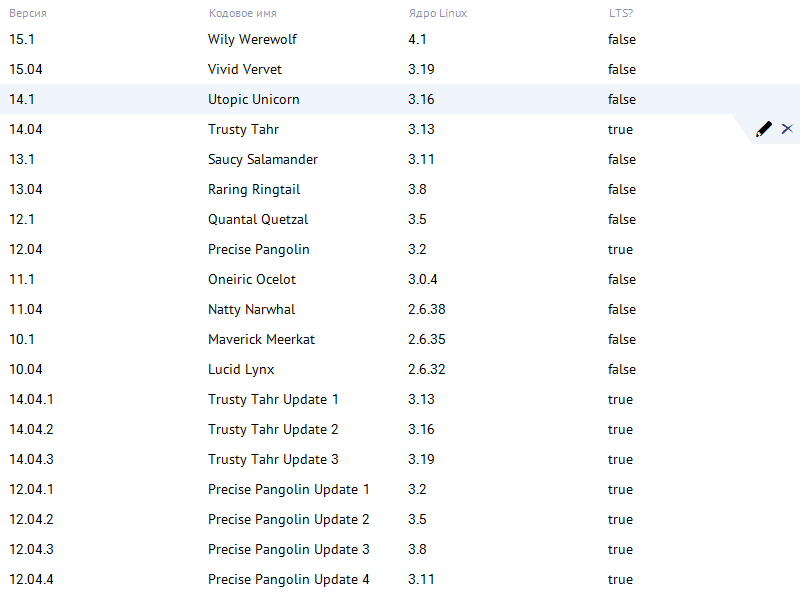 Версия Кодовое имя Ядро Linux LTS?
15.1 Wily Werewolf 4.1 false
15.04 Vivid Vervet 3.19 false
14.1 Utopic Unicorn 3.16 false
14.04 Trusty Tahr 3.13 true
13.1 Saucy Salamander 3.11 false
13.04 Raring Ringtail 3.8 false
12.1 Quantal Quetzal 3.5 false
12.04 Precise Pangolin 3.2 true
11.1 Oneiric Ocelot 3.0.4 false
11.04 Natty Narwhal 2.6.38 false
10.1 Maverick Meerkat 2.6.35 false
10.04 Lucid Lynx 2.6.32 false
14.04.1 Trusty Tahr Update 1 3.13 true
14.04.2 Trusty Tahr Update 2 3.16 true
14.04.3 Trusty Tahr Update 3 3.19 true
12.04.1 Precise Pangolin Update 1 3.2 true
12.04.2 Precise Pangolin Update 2 3.5 true
12.04.3 Precise Pangolin Update 3 3.8 true
12.04.4 Precise Pangolin Update 4 3.11 true